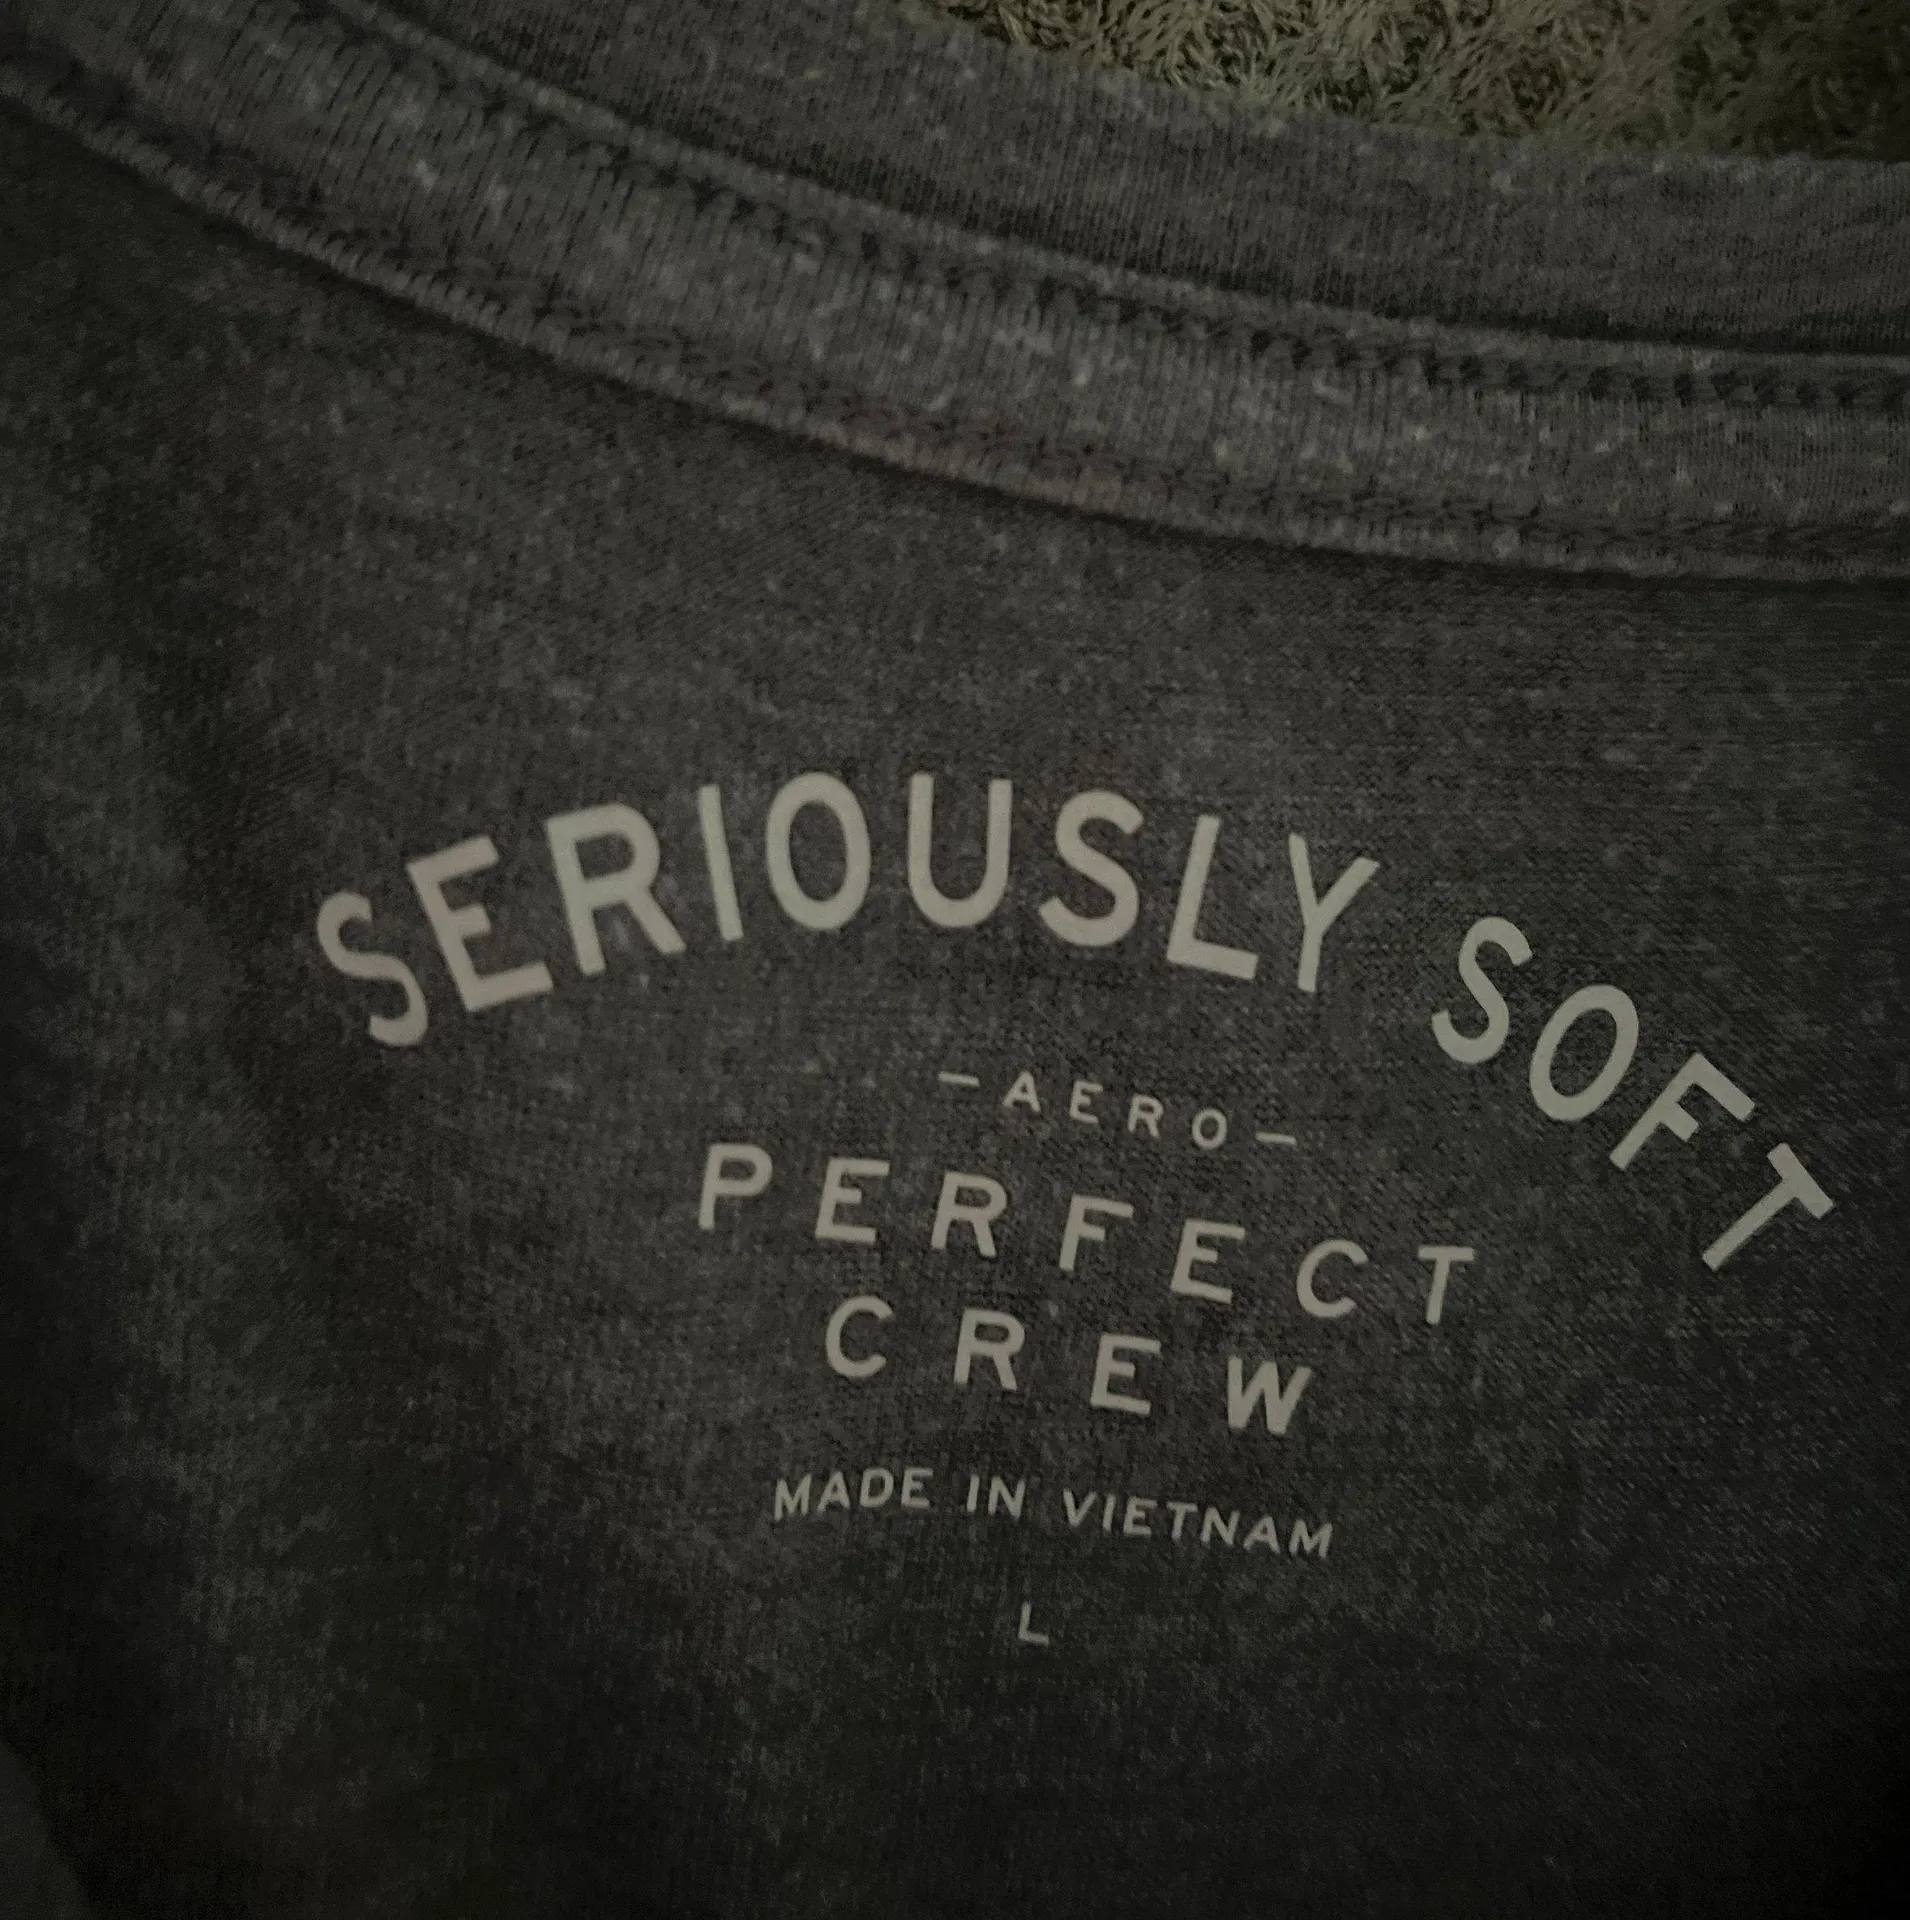 SERIOUSLY SOFT
—AERO—
PERFECT
CREW
MADE IN VIETNAM
L